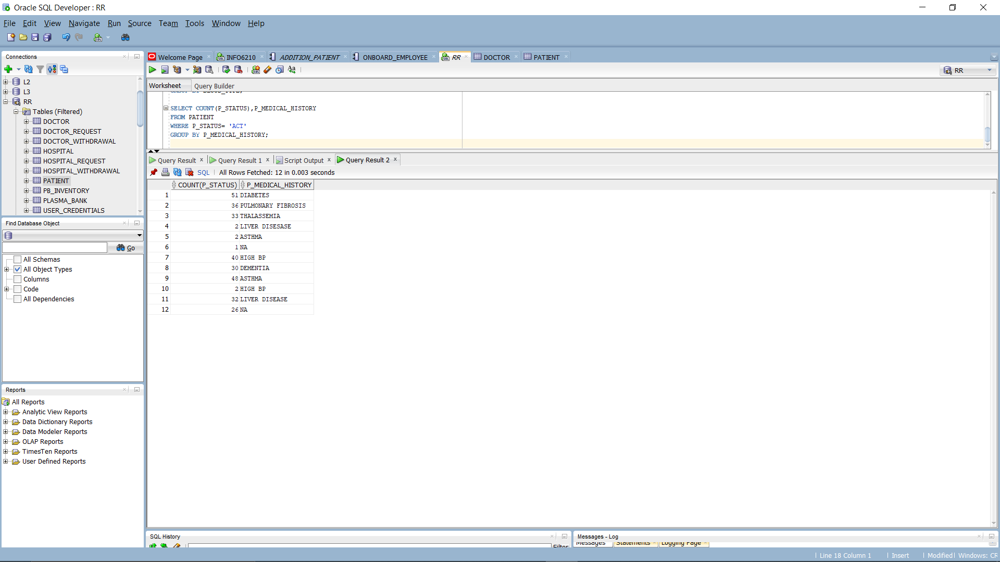 Oracle SQL Developer : RR
File Edit View Navigate Run Source Team Tools Window Help
Connections
L2
L3
RR
Tables (Filtered)
DOCTOR
DOCTOR_REQUEST
DOCTOR_WITHDRAWAL
HOSPITAL
HOSPITAL_REQUEST
HOSPITAL_WITHDRAWAL
PATIENT
PB_INVENTORY
PLASMA_BANK
USER_CREDENTIALS
Find Database Object
Go
All Schemas
All Object Types
Columns
Code
All Dependencies
Reports
All Reports
Analytic View Reports
Data Dictionary Reports
Data Modeler Reports
OLAP Reports
TimesTen Reports
User Defined Reports
Welcome Page INFO6210 ADDITION_PATIENT ONBOARD_EMPLOYEE RR DOCTOR PATIENT
Aa
RR
Worksheet Query Builder
GROUP BY BLOOD_TYPE;
SELECT COUNT(P_STATUS),P_MEDICAL_HISTORY
FROM PATIENT
WHERE P_STATUS= 'ACT'
GROUP BY P_MEDICAL_HISTORY;
Query Result Query Result 1 Script Output Query Result 2
SQL All Rows Fetched: 12 in 0.003 seconds
COUNT(P_STATUS) P_MEDICAL_HISTORY
1 51 DIABETES
2 36 PULMONARY FIBROSIS
3 33 THALASSEMIA
4 2 LIVER DISESASE
5 2 ASTHMA
6 1 NA
7 40 HIGH BP
8 30 DEMENTIA
9 48 ASTHMA
10 2 HIGH BP
11 32 LIVER DISEASE
12 26 NA
SQL History
Filter
Messages - Log
Messages Statements Logging Page
Line 18 Column 1 Insert Modified Windows: CR